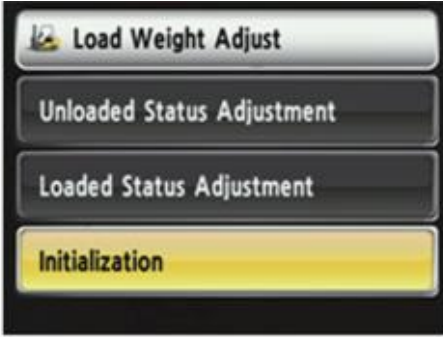 Load Weight Adjust
Unloaded Status Adjustment
Loaded Status Adjustment
Initialization